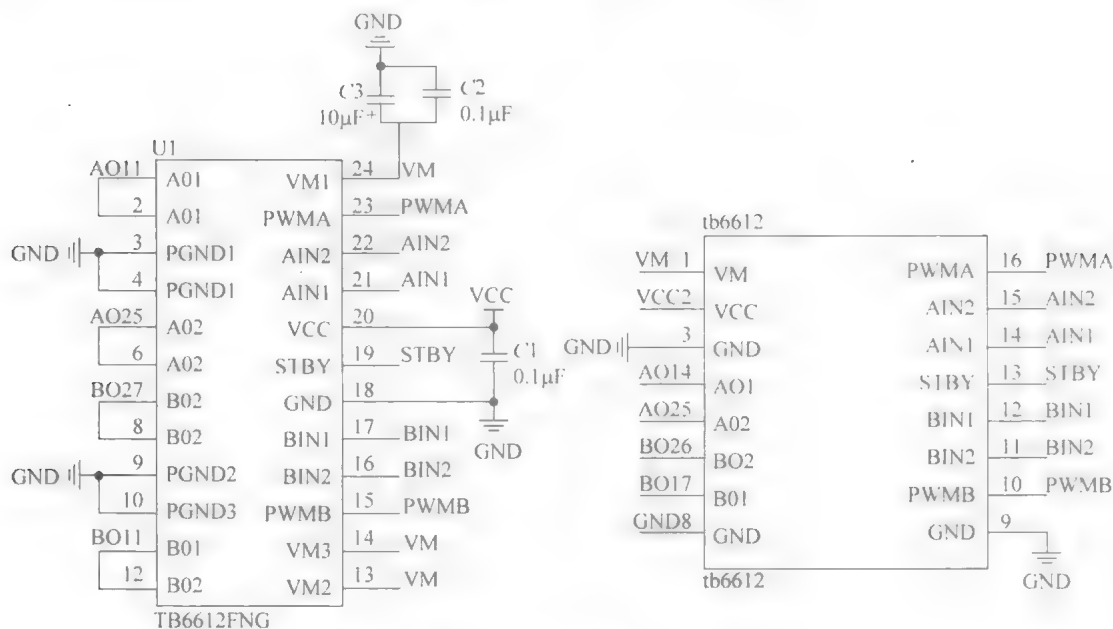 GND
C3
10μF+
C2
0.1μF
U1
AO11 A01 VM1 24 VM
2 A01 PWMA 23 PWMA
GND 3 PGND1 AIN2 22 AIN2
4 PGND1 AIN1 21 AIN1
VCC
AO25 A02 VCC 20
6 A02 STBY 19 STBY
C1
0.1μF
BO27 B02 GND 18
GND
8 B02 BIN1 17 BIN1
GND 9 PGND2 BIN2 16 BIN2
10 PGND3 PWMB 15 PWMB
BO11 B01 VM3 14 VM
12 B02 VM2 13 VM
TB6612FNG
tb6612
VM 1 VM PWMA 16 PWMA
VCC2 VCC AIN2 15 AIN2
GND 3 GND AIN1 14 AIN1
AO14 AO1 STBY 13 STBY
AO25 A02 BIN1 12 BIN1
BO26 BO2 BIN2 11 BIN2
BO17 B01 PWMB 10 PWMB
GND8 GND GND 9
GND
tb6612